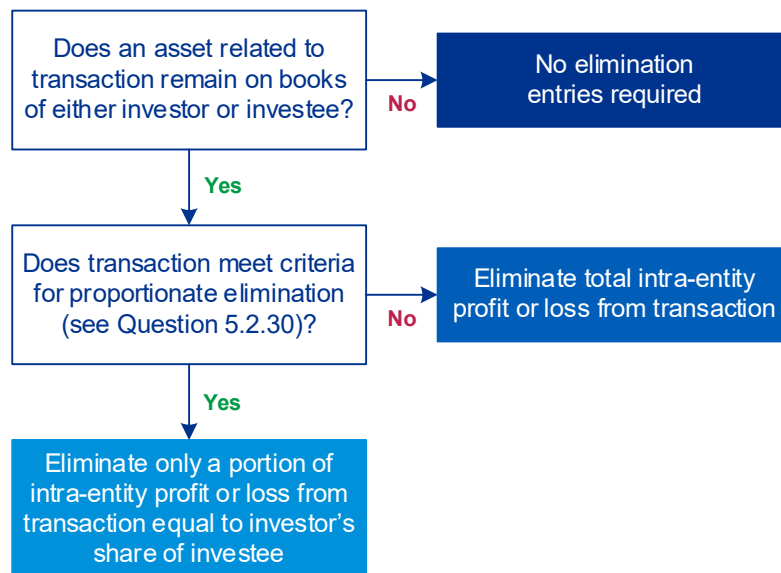 Does an asset related to
transaction remain on books
of either investor or investee?
No
No elimination
entries required
Yes
Does transaction meet criteria
for proportionate elimination
(see Question 5.2.30)?
No
Eliminate total intra-entity
profit or loss from transaction
Yes
Eliminate only a portion of
intra-entity profit or loss from
transaction equal to investor’s
share of investee